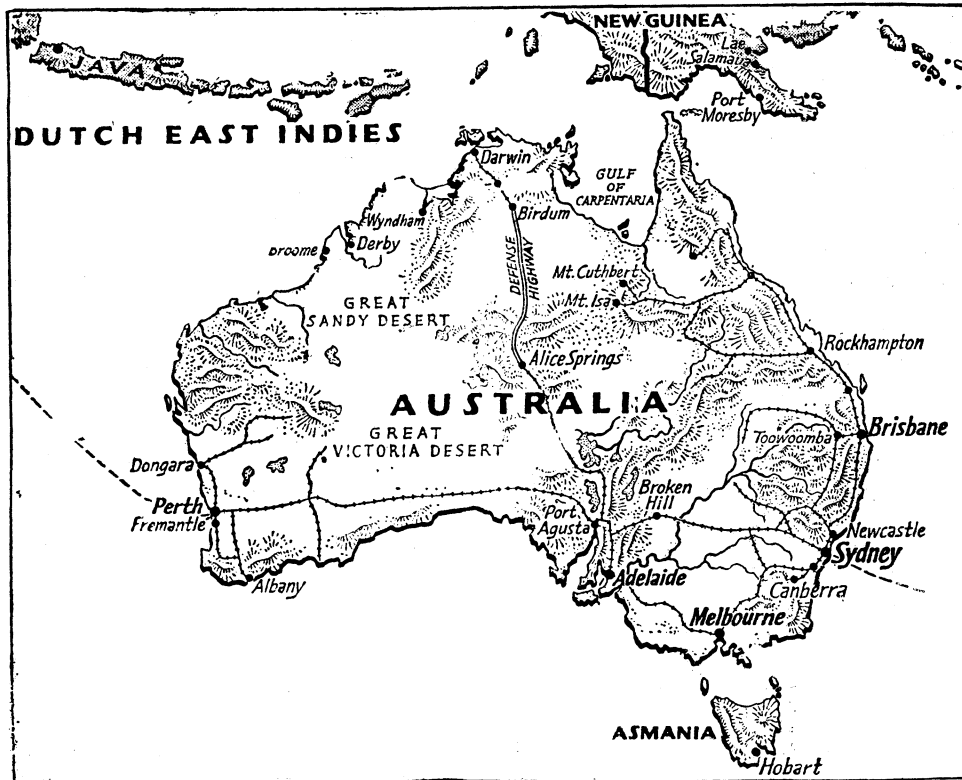 NEW GUINEA
Lae
Salamaua
JAVA
Port
Moresby
DUTCH EAST INDIES
Darwin
GULF
OF
CARPENTARIA
Wyndham
Birdum
Broome
Derby
DEFENSE
HIGHWAY
Mt. Cuthbert
Mt. Isa
GREAT
SANDY DESERT
Rockhampton
Alice Springs
AUSTRALIA
GREAT
VICTORIA DESERT
Toowoomba
Brisbane
Dongara
Broken
Hill
Perth
Fremantle
Port
Agusta
Newcastle
Sydney
Albany
Adelaide
Canberra
Melbourne
ASMANIA
Hobart